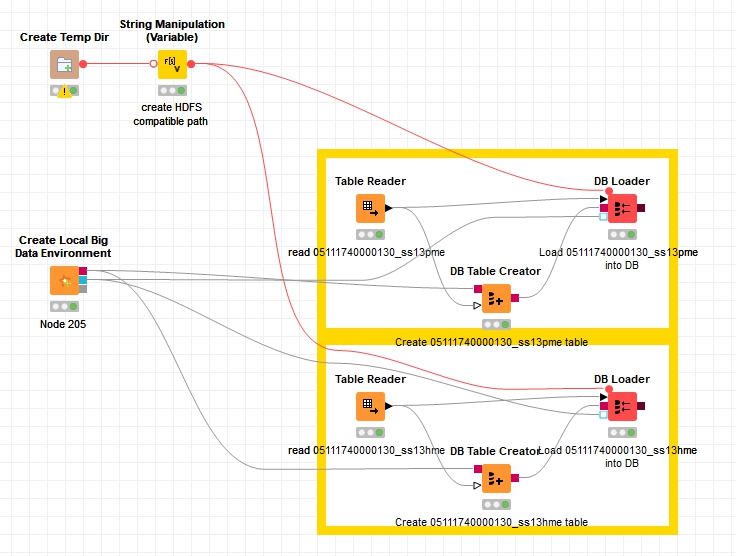 Create Temp Dir
String Manipulation
(Variable)
r[s]
v
create HDFS
compatible path
Table Reader
DB Loader
read 05111740000130_ss13pme
Load 05111740000130_ss13pme
into DB
Create Local Big
Data Environment
Node 205
DB Table Creator
Create 05111740000130_ss13pme table
Table Reader
DB Loader
read 05111740000130_ss13hme
DB Table Creator
Load 05111740000130_ss13hme
into DB
Create 05111740000130_ss13hme table